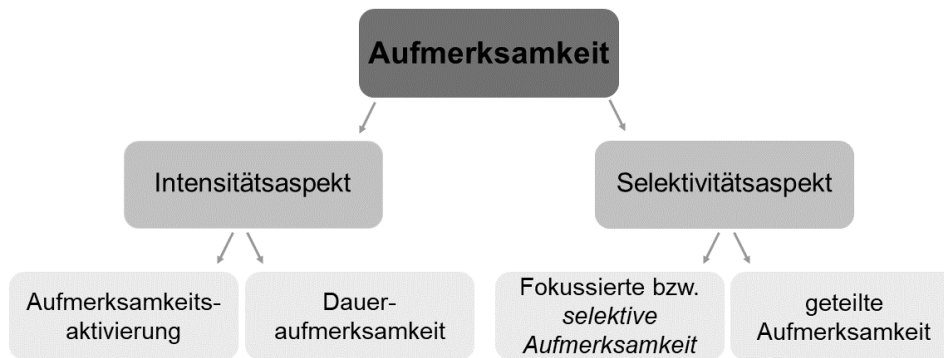 Aufmerksamkeit
Intensitätsaspekt
Selektivitätsaspekt
Aufmerksamkeits-
aktivierung
Dauer-
aufmerksamkeit
Fokussierte bzw.
selektive
Aufmerksamkeit
geteilte
Aufmerksamkeit